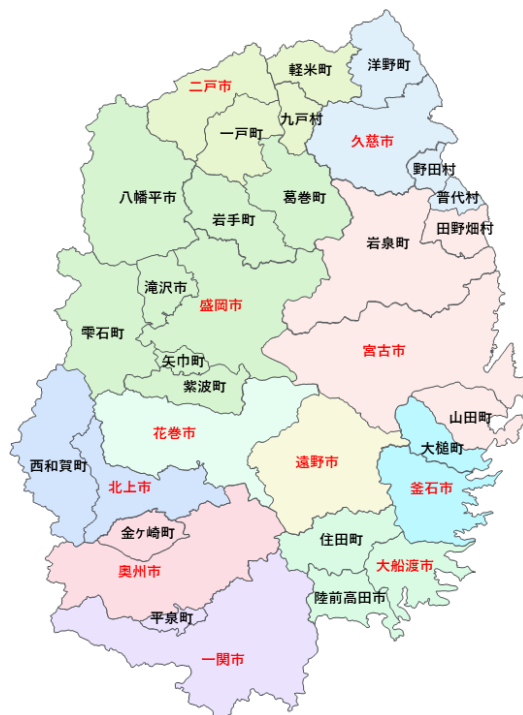 洋野町
軽米町
二戸市
九戸村
一戸町
久慈市
野田村
普代村
八幡平市
葛巻町
岩手町
田野畑村
岩泉町
滝沢市
盛岡市
雫石町
宮古市
矢巾町
紫波町
山田町
花巻市
大槌町
西和賀町
遠野市
北上市
釜石市
金ヶ崎町
住田町
奥州市
大船渡市
陸前高田市
平泉町
一関市